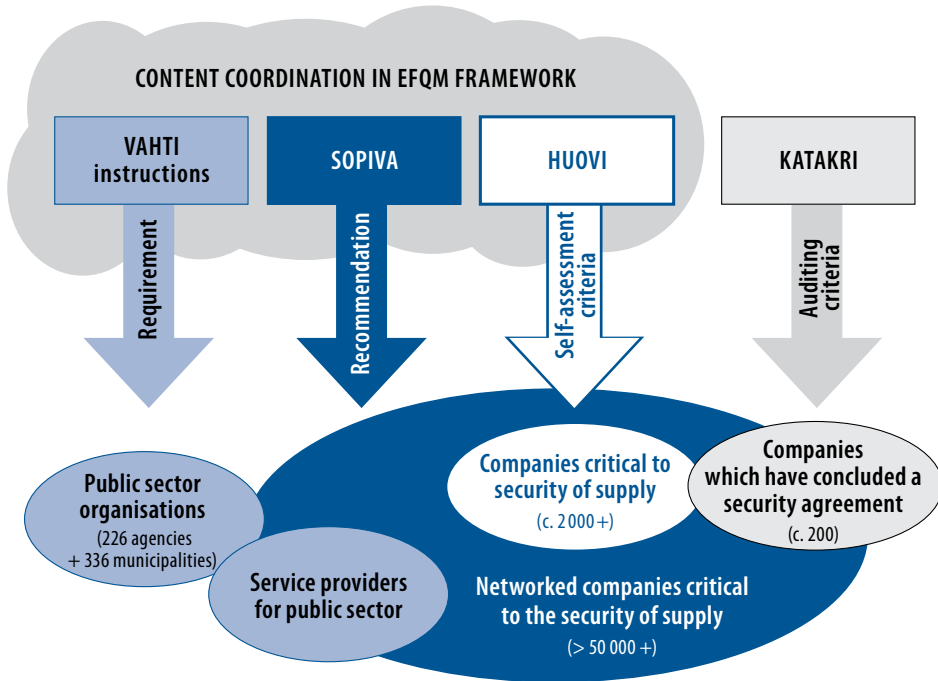 CONTENT COORDINATION IN EFQM FRAMEWORK
VAHTI
instructions
SOPIVA
HUOVI
KATAKRI
Requirement
Recommendation
Self-assessment
criteria
Auditing
criteria
Public sector
organisations
(226 agencies
+ 336 municipalities)
Service providers
for public sector
Companies critical to
security of supply
(c. 2 000 +)
Companies
which have concluded a
security agreement
(c. 200)
Networked companies critical
to the security of supply
(> 50 000 +)